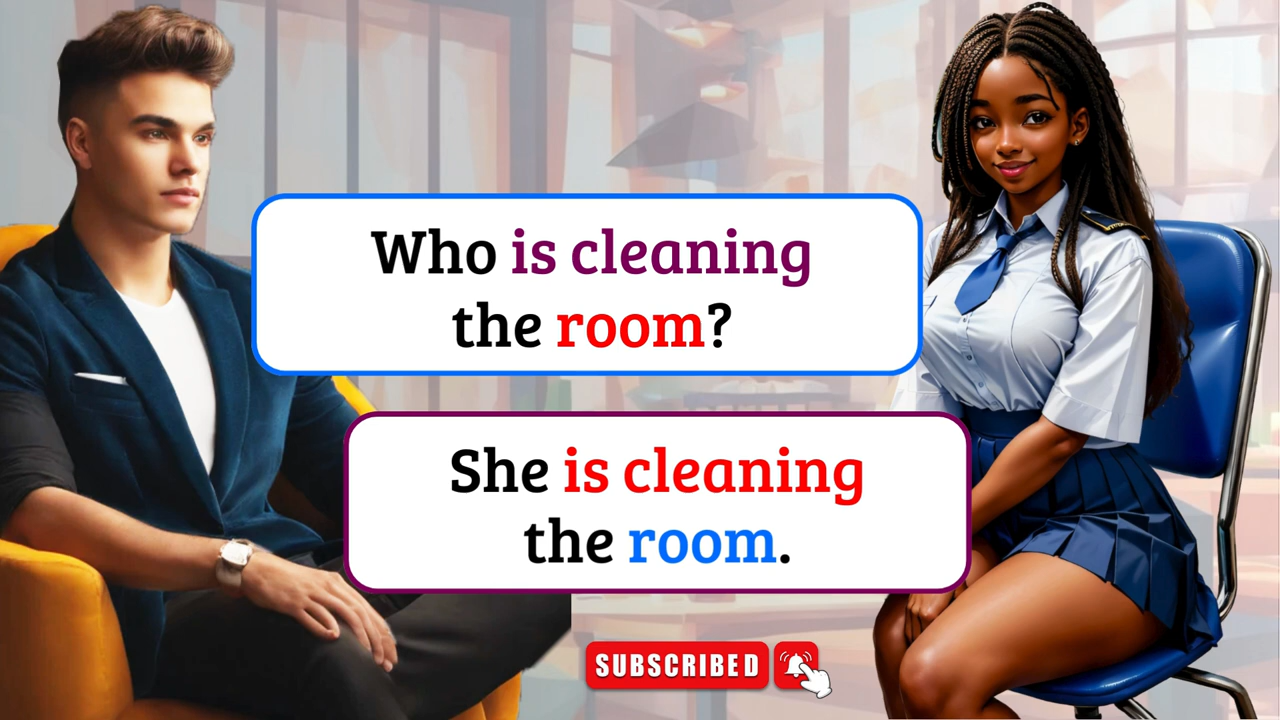 Who is cleaning
the room?
She is cleaning
the room.
SUBSCRIBED